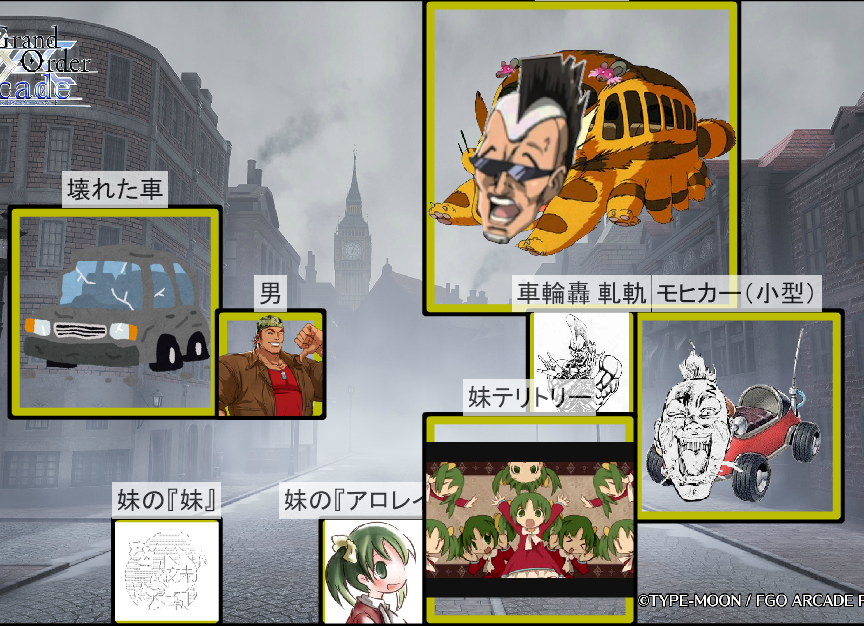 Grand
Order
cade
壊れた車
男
車輪轟 軋軌
モヒカー（小型）
妹テリトリー
妹の『妹』
妹の『アロレイ
©TYPE-MOON / FGO ARCADE P